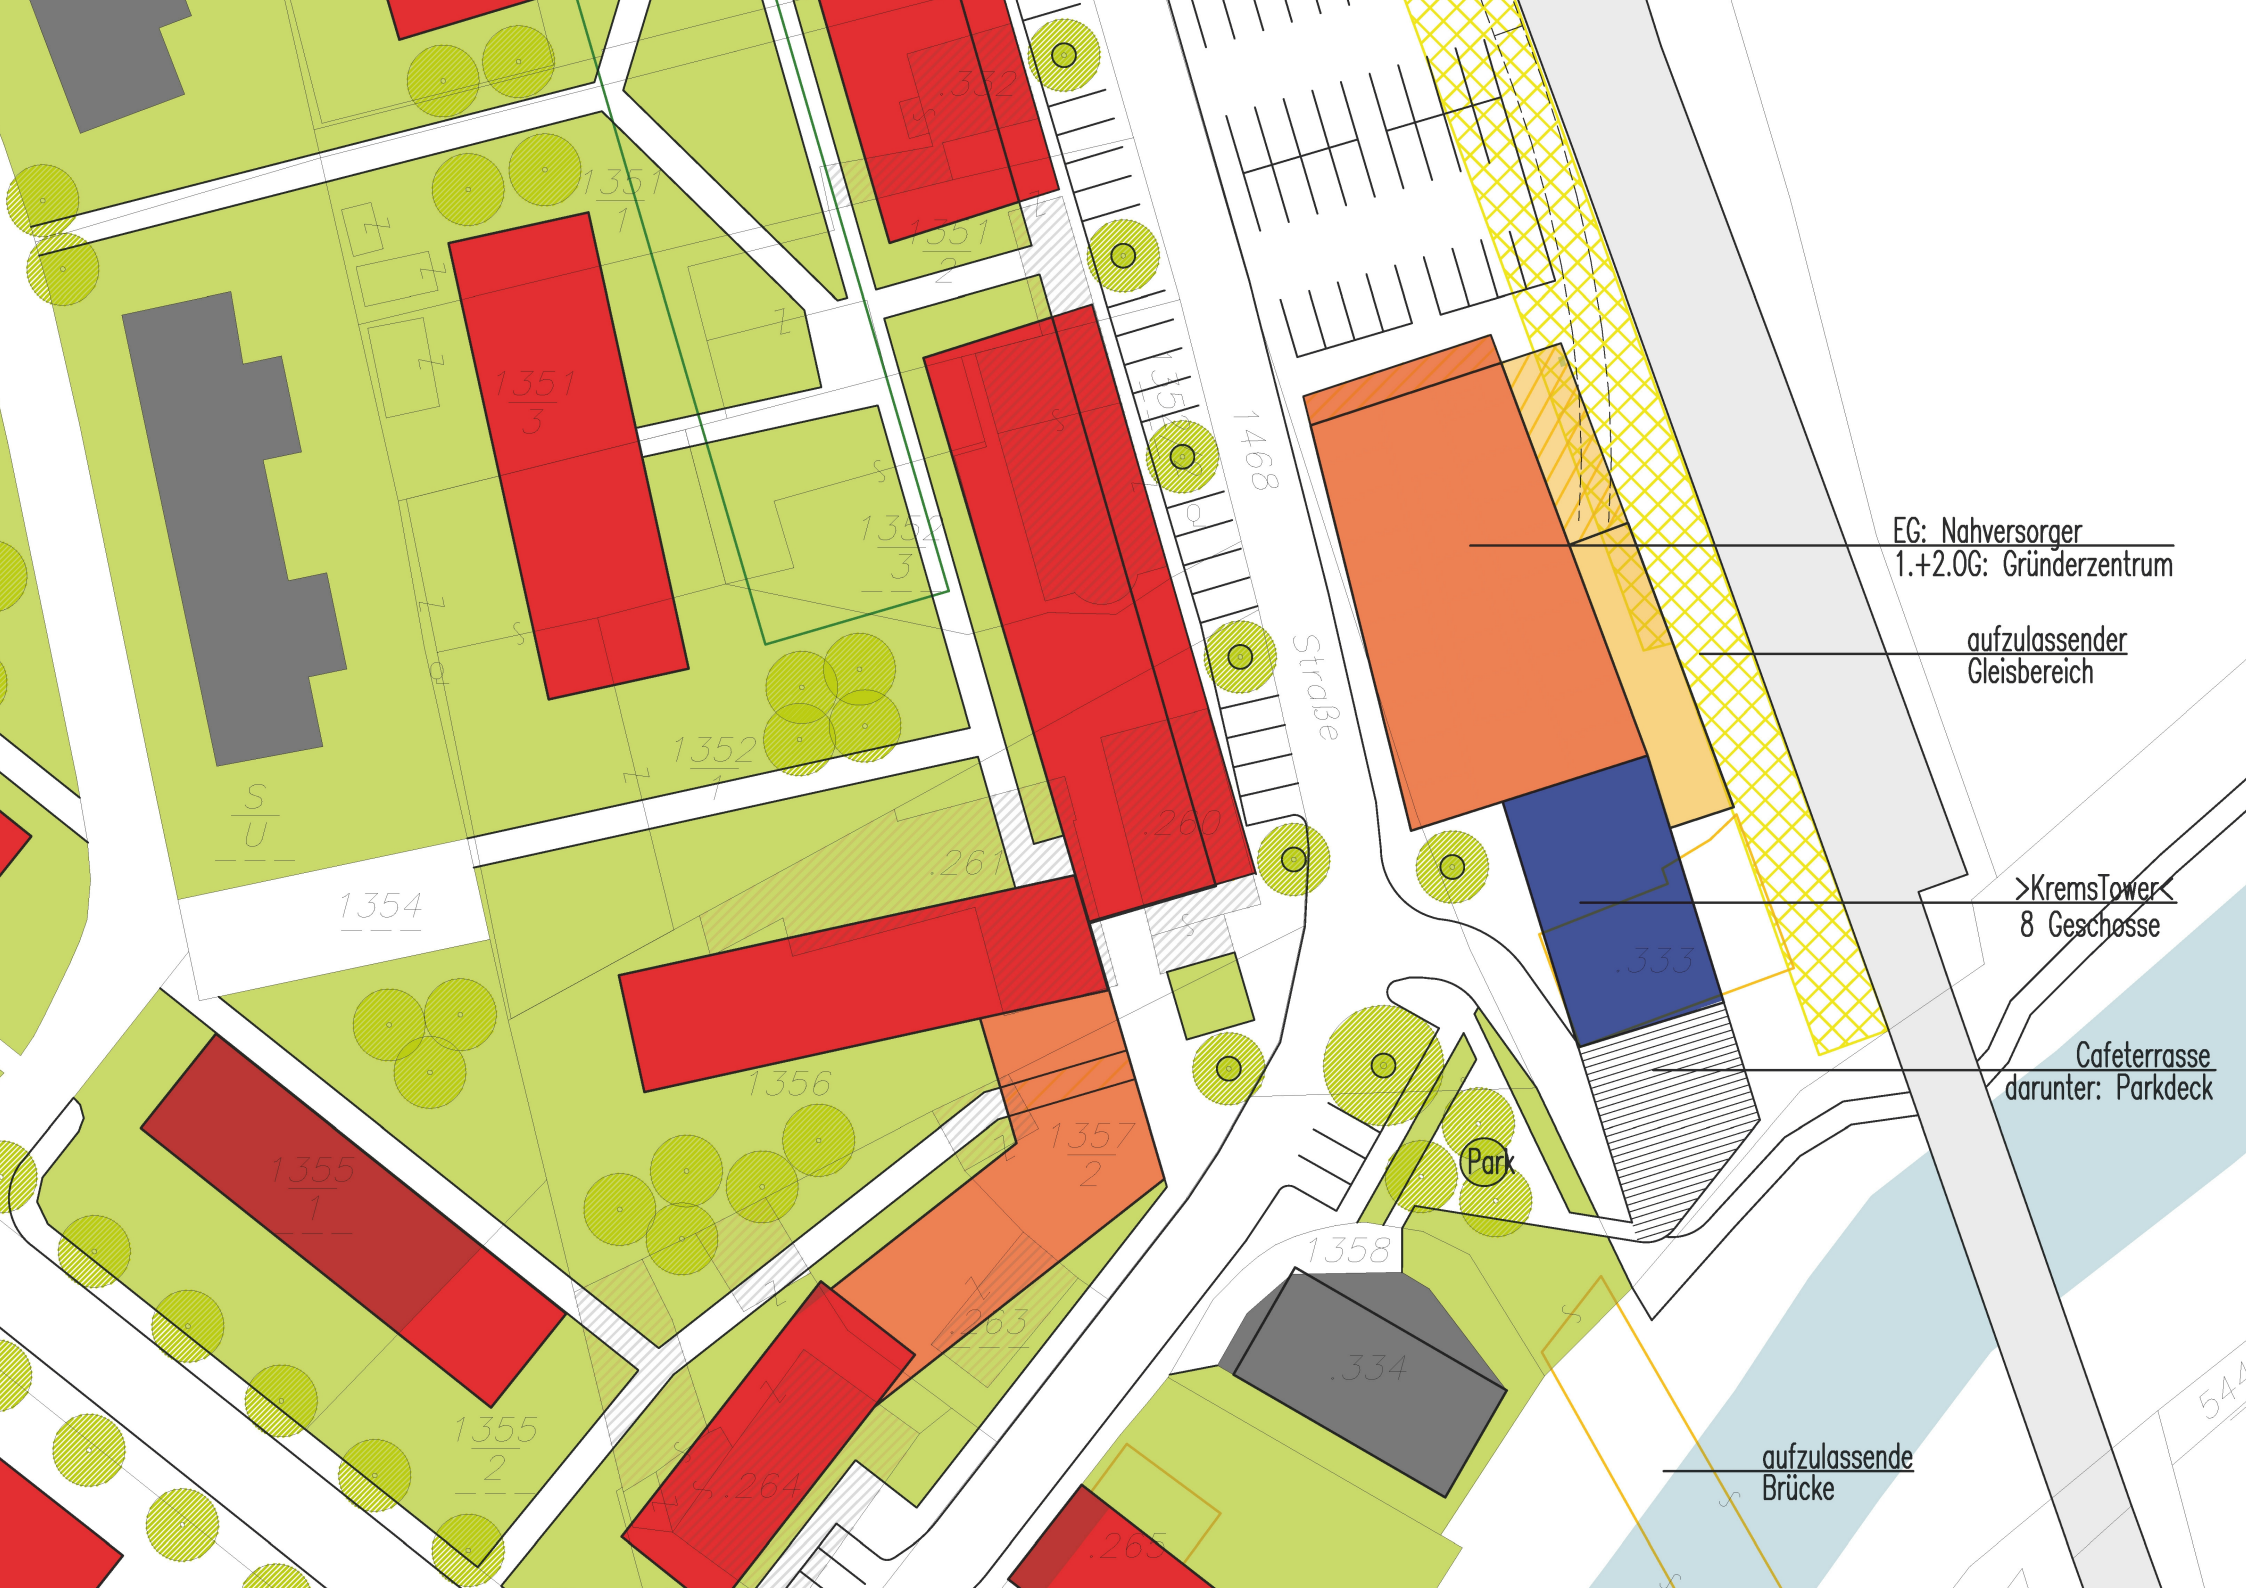 .332
1351
1
1351
2
1351
3
1468
Straße
1352
3
1352
1
S
U
1354
.260
.261
1356
1357
2
1355
1
1355
2
.263
.264
.265
1358
.334
.333
544
Park
EG: Nahversorger
1.+2.OG: Gründerzentrum
aufzulassender
Gleisbereich
>KremsTower<
8 Geschosse
Cafeterrasse
darunter: Parkdeck
aufzulassende
Brücke